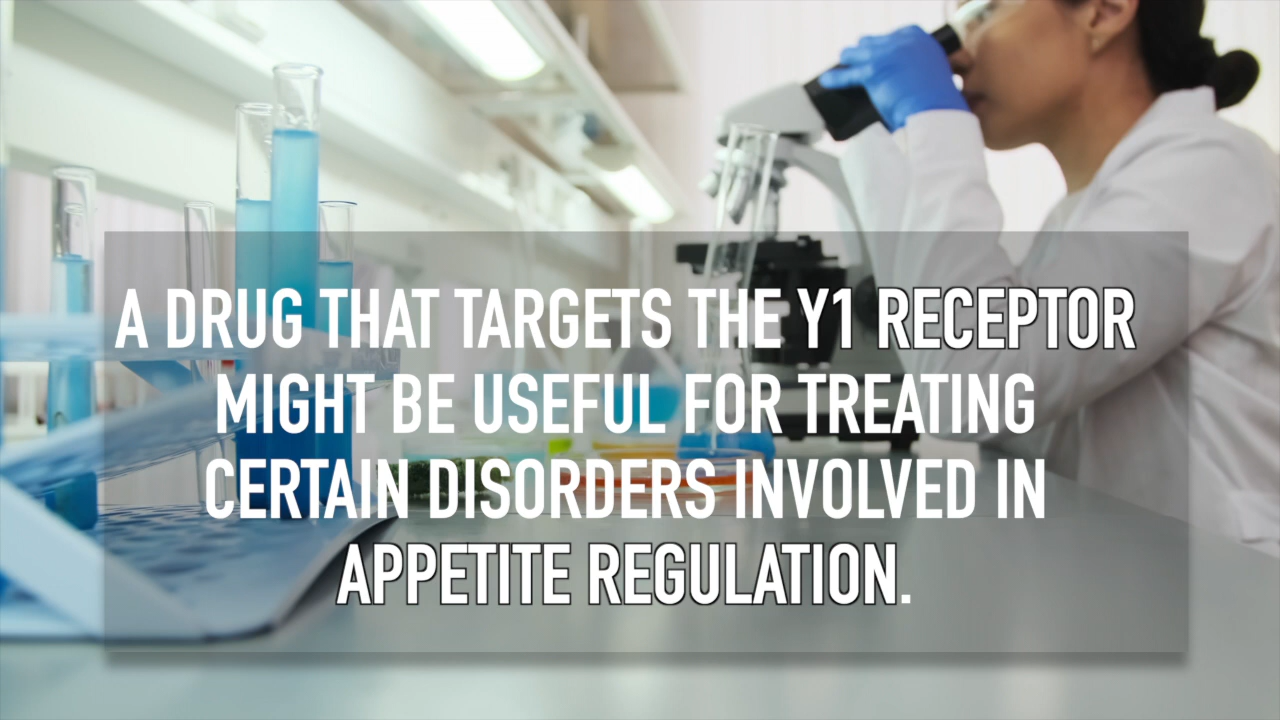 A DRUG THAT TARGETS THE Y1 RECEPTOR
MIGHT BE USEFUL FOR TREATING
CERTAIN DISORDERS INVOLVED IN
APPETITE REGULATION.